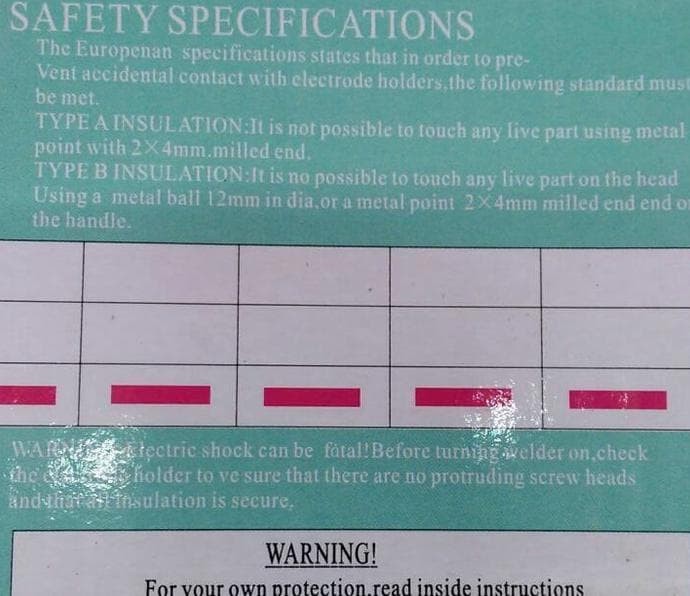 SAFETY SPECIFICATIONS
The Europenan specifications states that in order to pre-
Vent accidental contact with electrode holders,the following standard must
be met.
TYPE A INSULATION:It is not possible to touch any live part using metal
point with 2×4mm.milled end.
TYPE B INSULATION:It is no possible to touch any live part on the head
Using a metal ball 12mm in dia,or a metal point 2×4mm milled end end
the handle.
Electric shock can be fatal!Before turning welder on,check
the holder to ve sure that there are no protruding screw heads
and that all insulation is secure.
WARNING!
For your own protection,read inside instructions